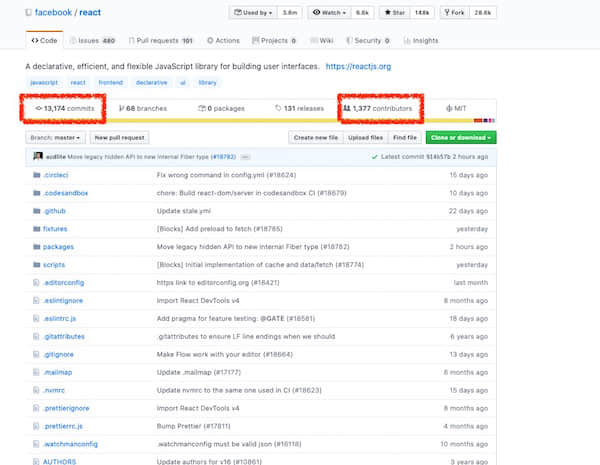 facebook / react
Used by 3.8m Watch 6.6k Star 148k Fork 28.6k
Code Issues 480 Pull requests 101 Actions Projects 0 Wiki Security 0 Insights
A declarative, efficient, and flexible JavaScript library for building user interfaces. https://reactjs.org
javascript react frontend declarative ui library
13,174 commits 68 branches 0 packages 131 releases 1,377 contributors MIT
Branch: master New pull request Create new file Upload files Find file Clone or download
acdlite Move legacy hidden API to new internal Fiber type (#18782) Latest commit 914b57b 2 hours ago
.circleci Fix wrong command in config.yml (#18624) 15 days ago
.codesandbox chore: Build react-dom/server in codesandbox CI (#18679) 10 days ago
.github Update stale.yml 22 days ago
fixtures [Blocks] Add preload to fetch (#18785) yesterday
packages Move legacy hidden API to new internal Fiber type (#18782) 2 hours ago
scripts [Blocks] Initial implementation of cache and data/fetch (#18774) yesterday
.editorconfig https link to editorconfig.org (#18421) last month
.eslintignore Import React DevTools v4 8 months ago
.eslintrc.js Add pragma for feature testing: @GATE (#18581) 18 days ago
.gitattributes .gitattributes to ensure LF line endings when we should 6 years ago
.gitignore Make Flow work with your editor (#18664) 13 days ago
.mailmap Update .mailmap (#17177) 6 months ago
.nvmrc Update nvmrc to the same one used in CI (#18623) 15 days ago
.prettierignore Import React DevTools v4 8 months ago
.prettierrc.js Bump Prettier (#17811) 4 months ago
.watchmanconfig .watchmanconfig must be valid json (#16118) 10 months ago
AUTHORS Update authors for v16 (#10861) 3 years ago